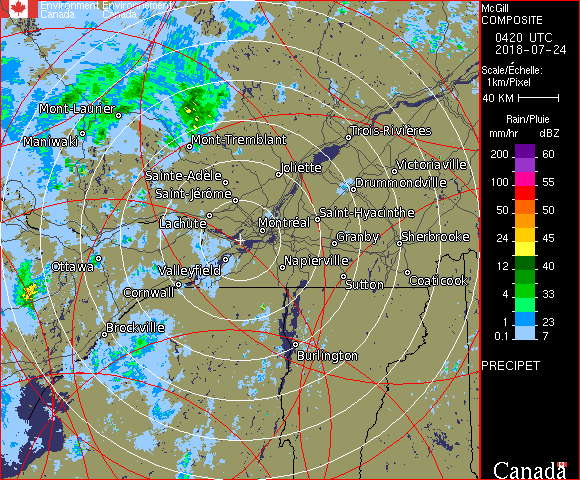 Environment Environnement
Canada Canada
McGill
COMPOSITE
0420 UTC
2018-07-24
Scale/Échelle:
1km/Pixel
40 KM
Rain/Pluie
mm/hr dBZ
200 60
100 55
50 50
24 45
12 40
4 33
1 23
0.1 7
PRECIPET
Canada
Mont-Laurier
Maniwaki
Mont-Tremblant
Trois-Rivières
Joliette
Victoriaville
Sainte-Adèle
Drummondville
Saint-Jérôme
Lachute
Saint-Hyacinthe
Montréal
Granby
Sherbrooke
Ottawa
Valleyfield
Napierville
Cornwall
Sutton
Coaticook
Brockville
Burlington